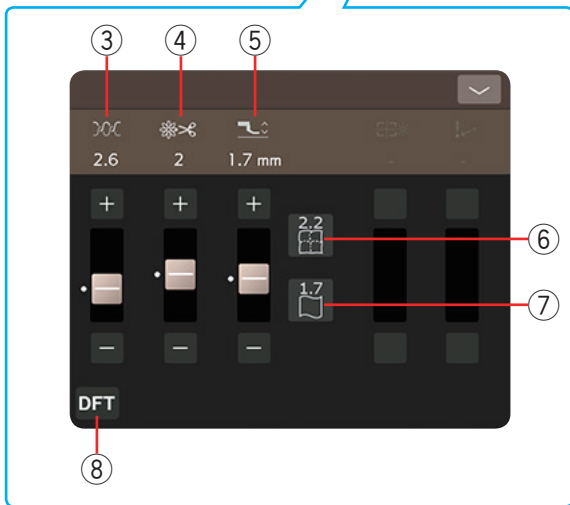 ③ ④ ⑤
2.6 2 1.7 mm - -
+ + +
2.2
⑥
1.7
⑦
− − −
DFT
⑧